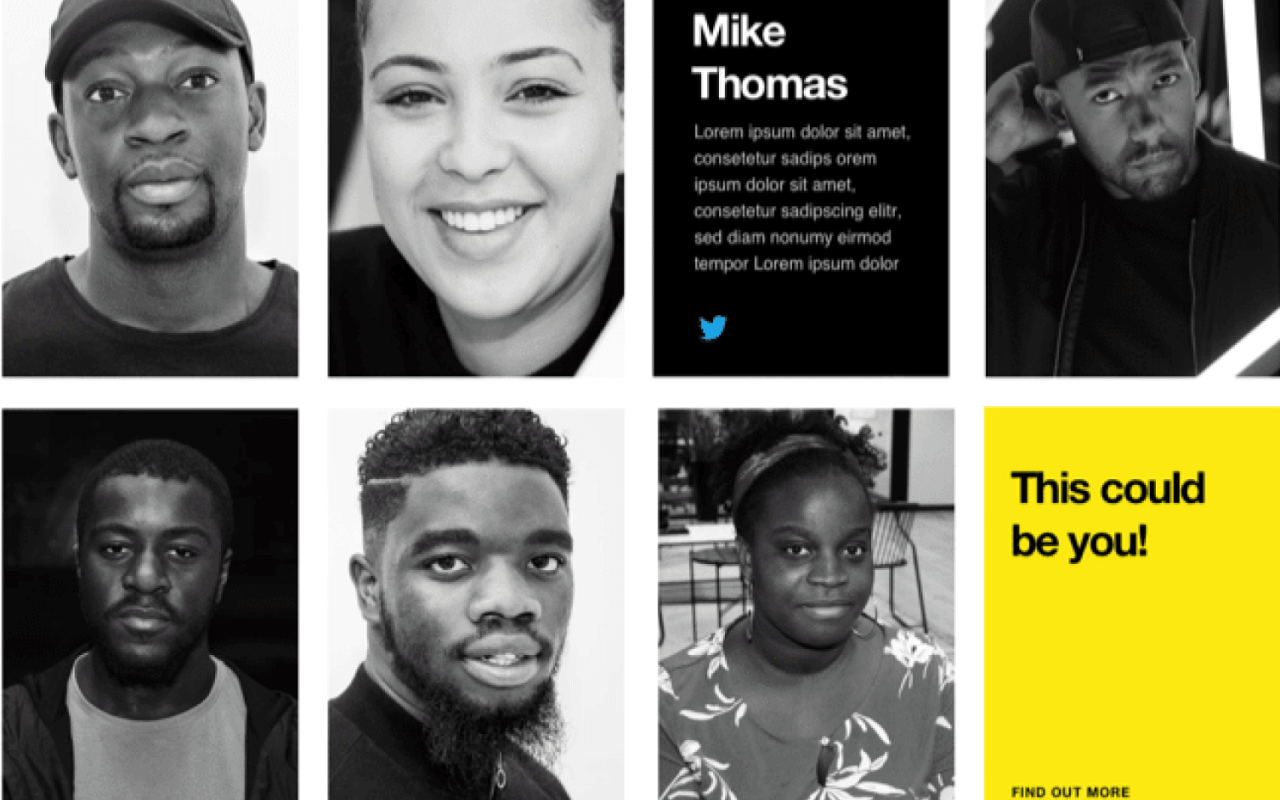 Mike
Thomas
Lorem ipsum dolor sit amet,
consetetur sadips orem
ipsum dolor sit amet,
consetetur sadipscing elitr,
sed diam nonumy eirmod
tempor Lorem ipsum dolor
This could
be you!
FIND OUT MORE